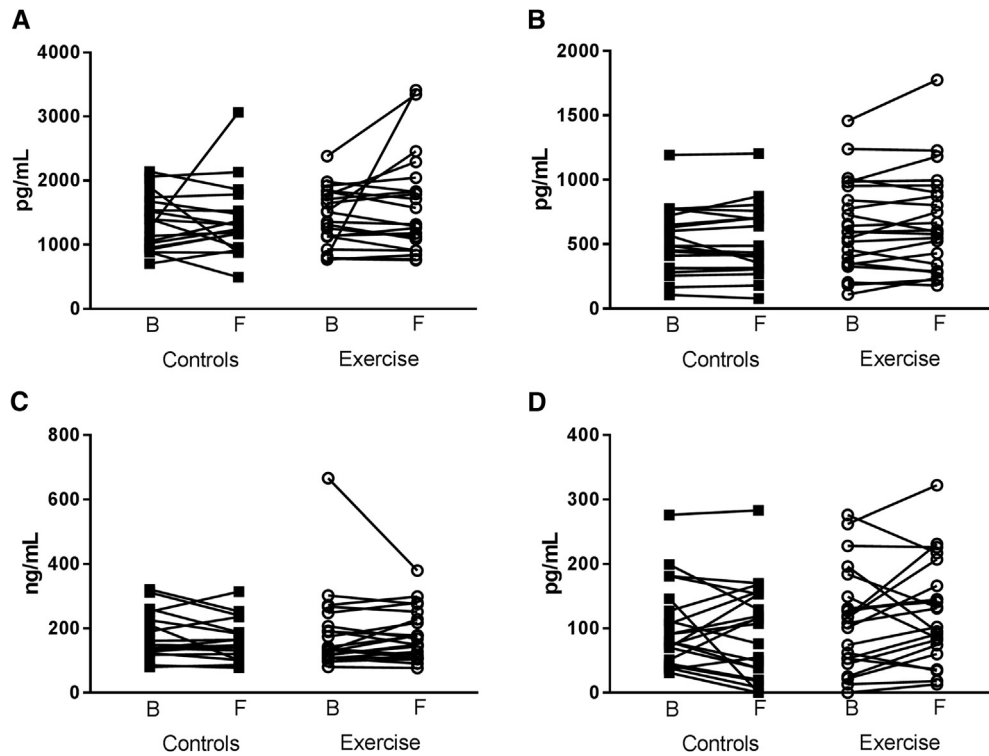 A
4000
3000
2000
1000
0
pg/mL
B F B F
Controls Exercise
B
2000
1500
1000
500
0
pg/mL
B F B F
Controls Exercise
C
800
600
400
200
0
ng/mL
B F B F
Controls Exercise
D
400
300
200
100
0
pg/mL
B F B F
Controls Exercise